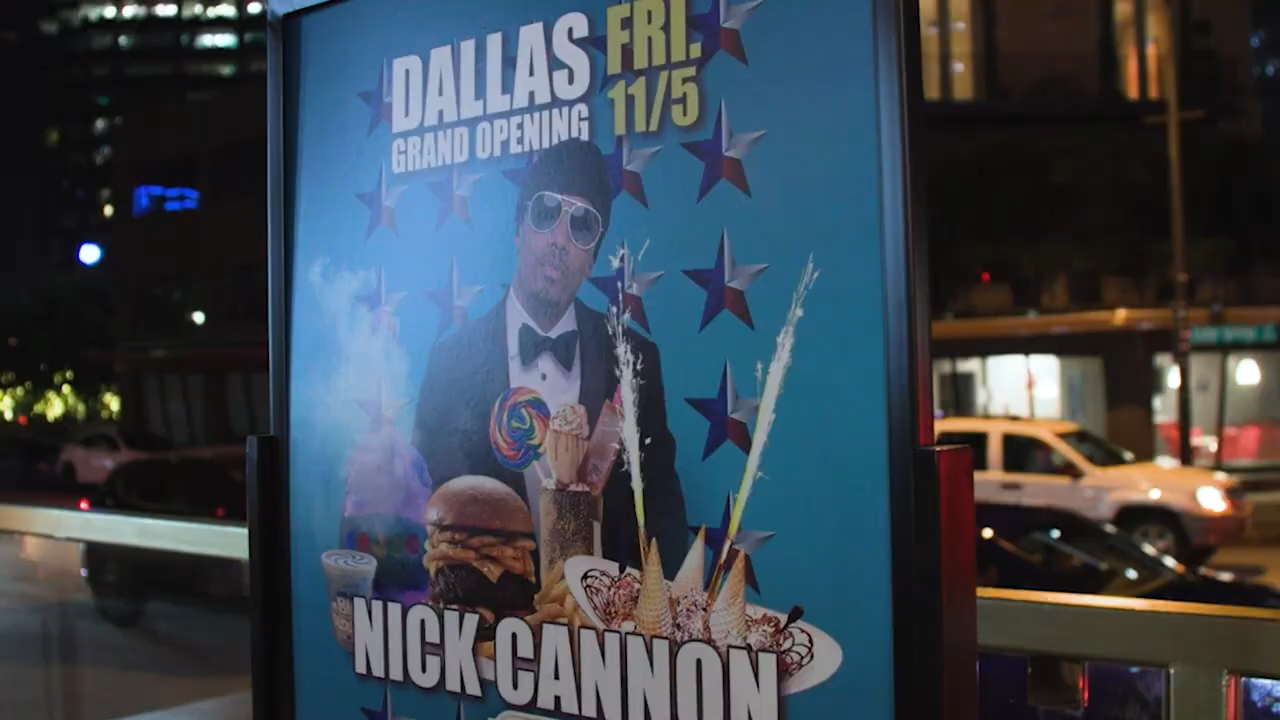 DALLAS
GRAND OPENING
FRI.
11/5
NICK CANNON